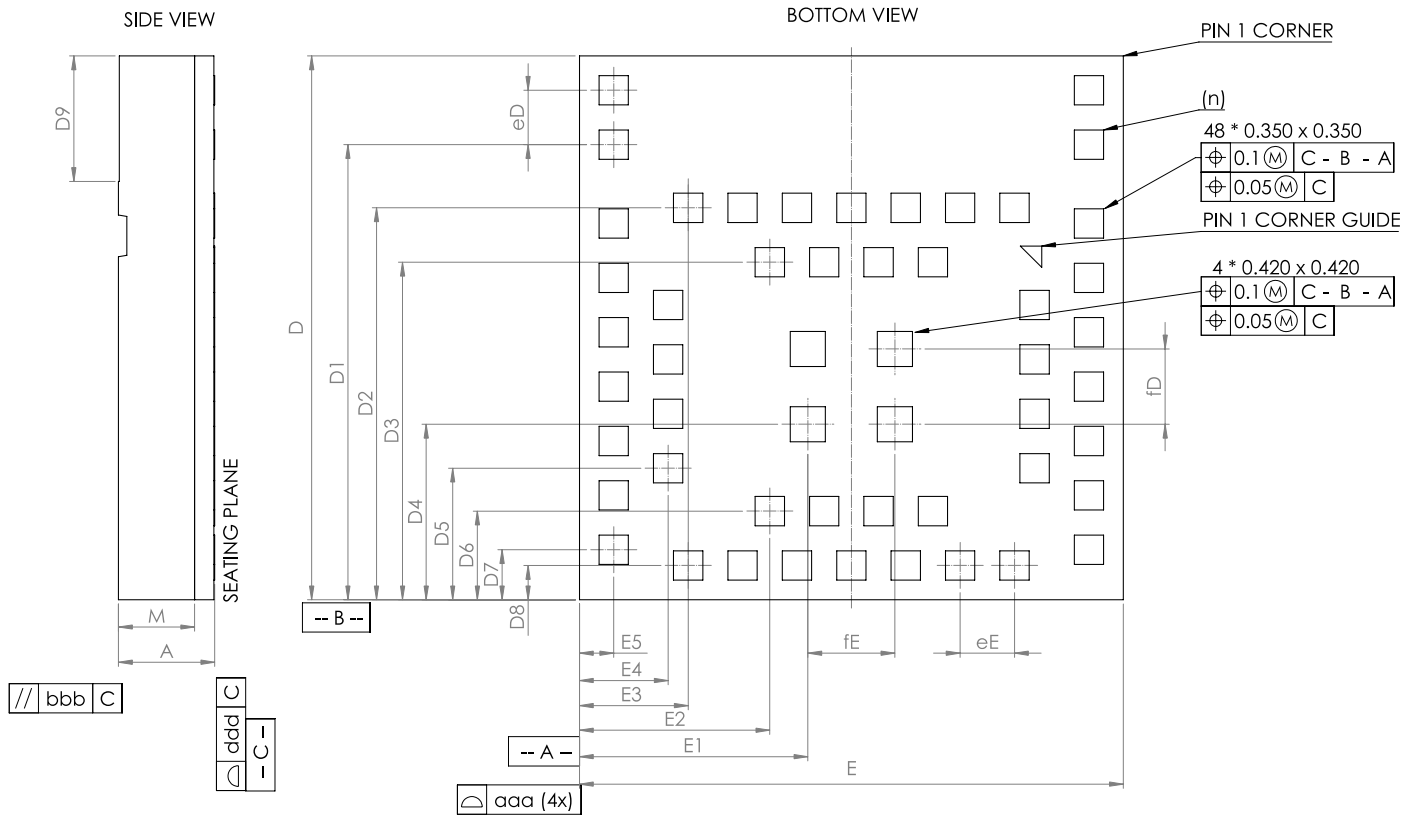 SIDE VIEW
BOTTOM VIEW
PIN 1 CORNER
(n)
48 * 0.350 x 0.350
⌖ 0.1 Ⓜ C - B - A
⌖ 0.05 Ⓜ C
PIN 1 CORNER GUIDE
4 * 0.420 x 0.420
⌖ 0.1 Ⓜ C - B - A
⌖ 0.05 Ⓜ C
D9
eD
D
D1
D2
D3
D4
D5
D6
D7
D8
fD
SEATING PLANE
M
A
-- B --
E5
fE
eE
E4
E3
E2
E1
E
-- A --
// bbb C
⌓ ddd C
- C -
⌓ aaa (4x)